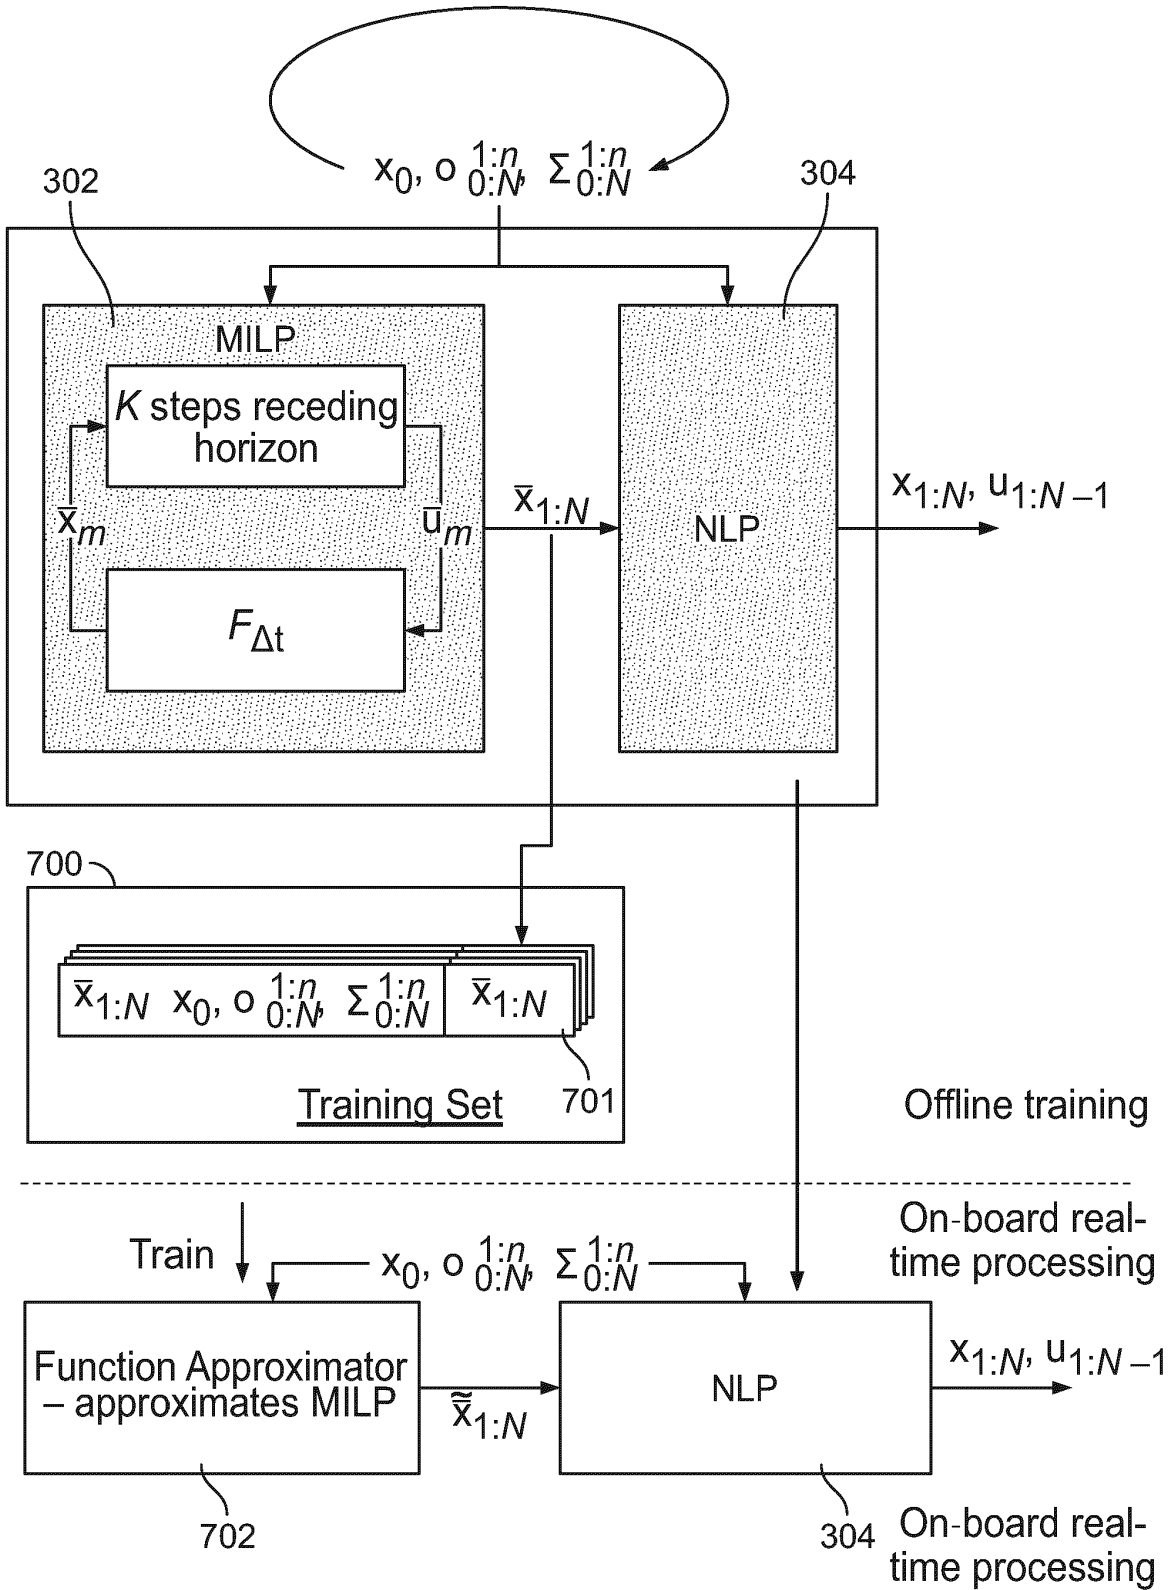 x₀, o 1:n 0:N, Σ 1:n 0:N
302
304
MILP
K steps receding
horizon
x̄ₘ
ūₘ
F_Δt
x̄1:N
NLP
x1:N, u1:N –1
700
x̄1:N x₀, o 1:n 0:N, Σ 1:n 0:N
x̄1:N
701
Training Set
Offline training
On-board real-
time processing
Train
x₀, o 1:n 0:N, Σ 1:n 0:N
Function Approximator
– approximates MILP
x̄̃1:N
NLP
x1:N, u1:N –1
702
304
On-board real-
time processing